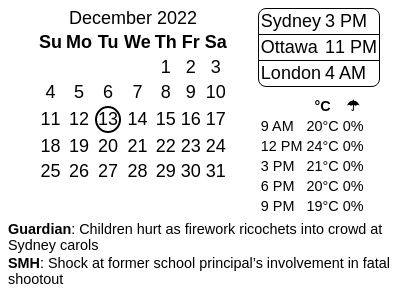 December 2022
Su Mo Tu We Th Fr Sa
1 2 3
4 5 6 7 8 9 10
11 12 13 14 15 16 17
18 19 20 21 22 23 24
25 26 27 28 29 30 31
Sydney 3 PM
Ottawa 11 PM
London 4 AM
°C ☂
9 AM 20°C 0%
12 PM 24°C 0%
3 PM 21°C 0%
6 PM 20°C 0%
9 PM 19°C 0%
Guardian: Children hurt as firework ricochets into crowd at
Sydney carols
SMH: Shock at former school principal’s involvement in fatal
shootout